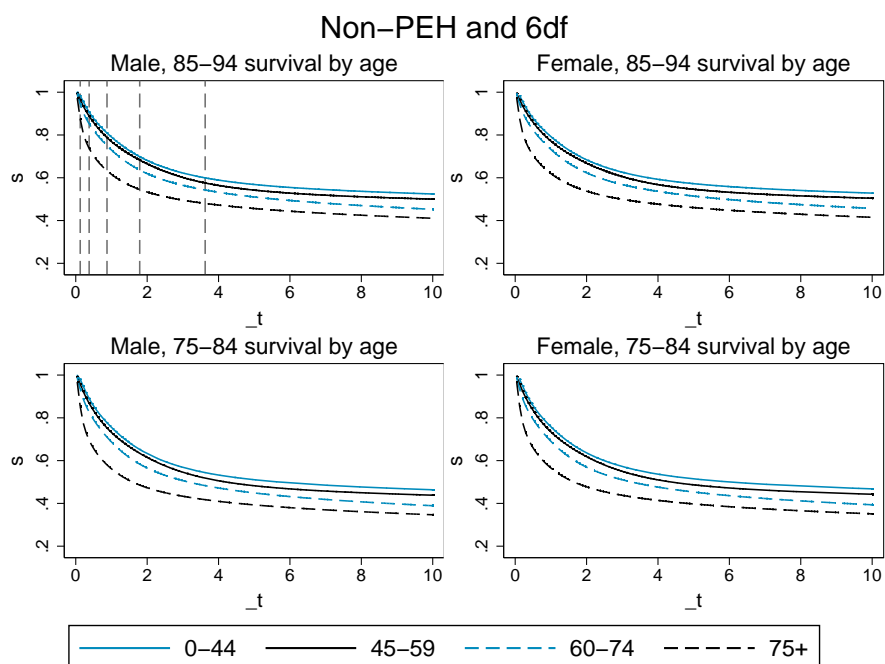 Non−PEH and 6df
Male, 85−94 survival by age
1
.8
.6
.4
.2
s
0 2 4 6 8 10
_t
Female, 85−94 survival by age
1
.8
.6
.4
.2
s
0 2 4 6 8 10
_t
Male, 75−84 survival by age
1
.8
.6
.4
.2
s
0 2 4 6 8 10
_t
Female, 75−84 survival by age
1
.8
.6
.4
.2
s
0 2 4 6 8 10
_t
0−44 45−59 60−74 75+